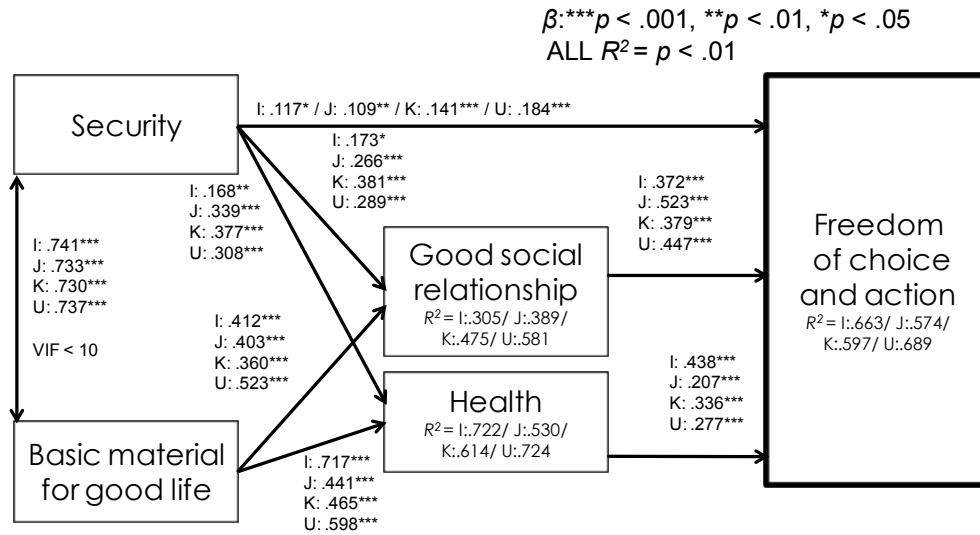 β:***p < .001, **p < .01, *p < .05
ALL R² = p < .01
Security
I: .117* / J: .109** / K: .141*** / U: .184***
I: .173*
J: .266***
K: .381***
U: .289***
I: .168**
J: .339***
K: .377***
U: .308***
I: .372***
J: .523***
K: .379***
U: .447***
I: .741***
J: .733***
K: .730***
U: .737***
VIF < 10
Good social
relationship
R² = I:.305/ J:.389/
K:.475/ U:.581
Freedom
of choice
and action
R² = I:.663/ J:.574/
K:.597/ U:.689
I: .412***
J: .403***
K: .360***
U: .523***
I: .438***
J: .207***
K: .336***
U: .277***
Health
R² = I:.722/ J:.530/
K:.614/ U:.724
Basic material
for good life
I: .717***
J: .441***
K: .465***
U: .598***